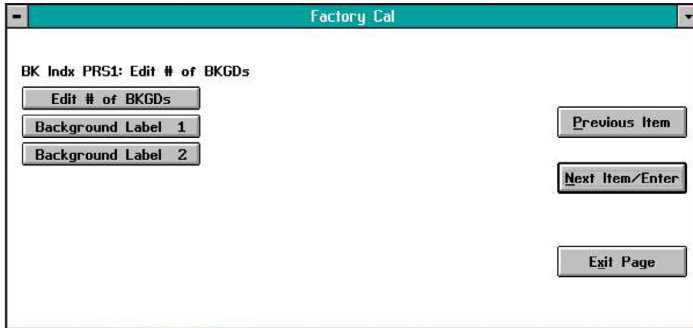 Factory Cal
BK Indx PRS1: Edit # of BKGDs
Edit # of BKGDs
Background Label 1
Background Label 2
Previous Item
Next Item/Enter
Exit Page